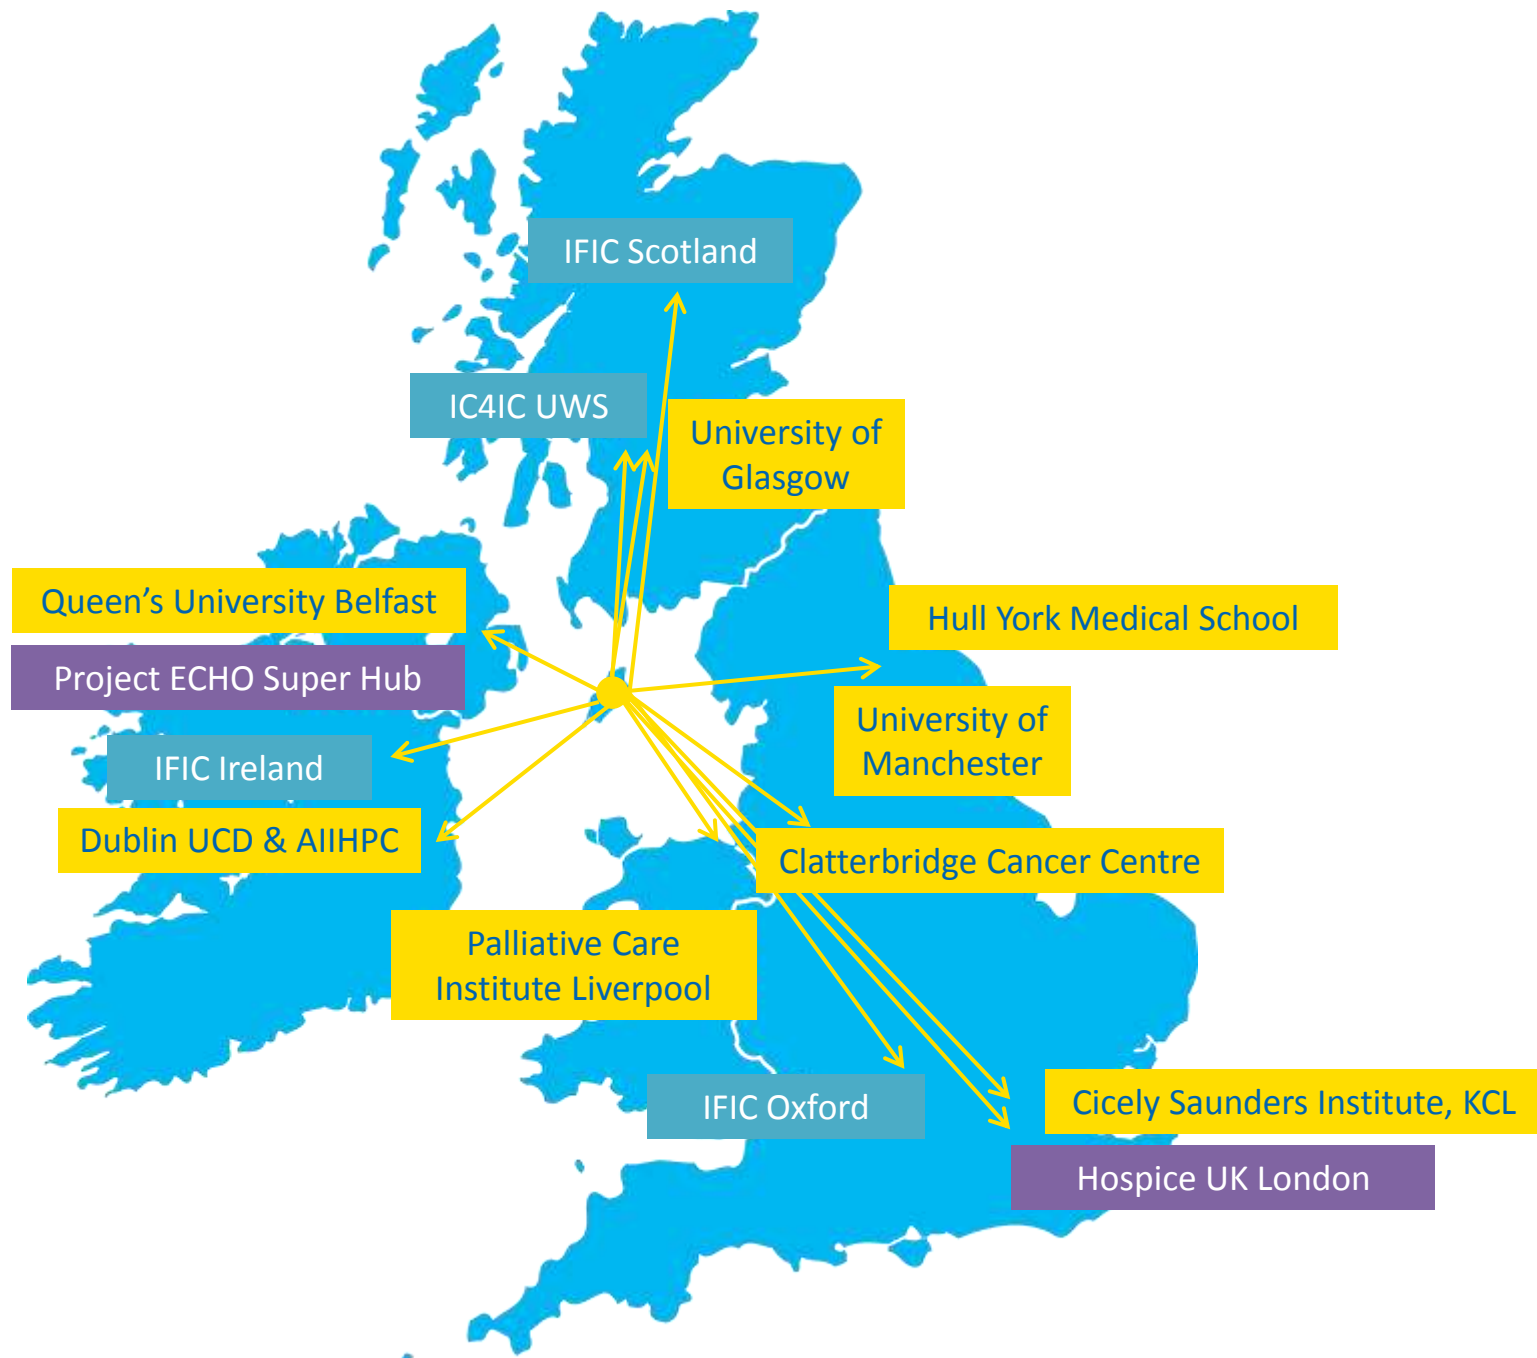 IFIC Scotland
IC4IC UWS
University of
Glasgow
Queen’s University Belfast
Hull York Medical School
Project ECHO Super Hub
University of
Manchester
IFIC Ireland
Dublin UCD & AIIHPC
Clatterbridge Cancer Centre
Palliative Care
Institute Liverpool
IFIC Oxford
Cicely Saunders Institute, KCL
Hospice UK London